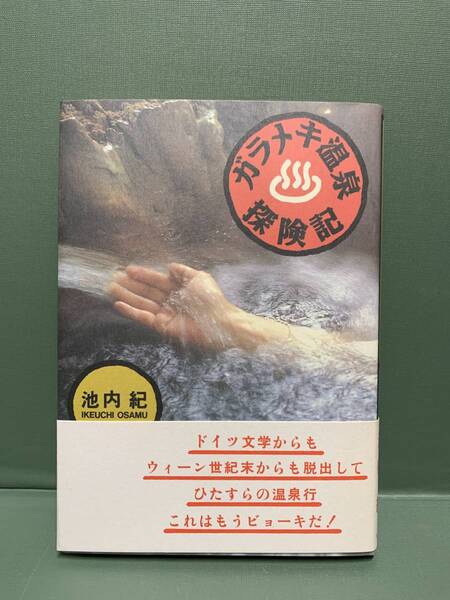 ガラメキ温泉
探険記
池内 紀
IKEUCHI OSAMU
ドイツ文学からも
ウィーン世紀末からも脱出して
ひたすらの温泉行
これはもうビョーキだ!